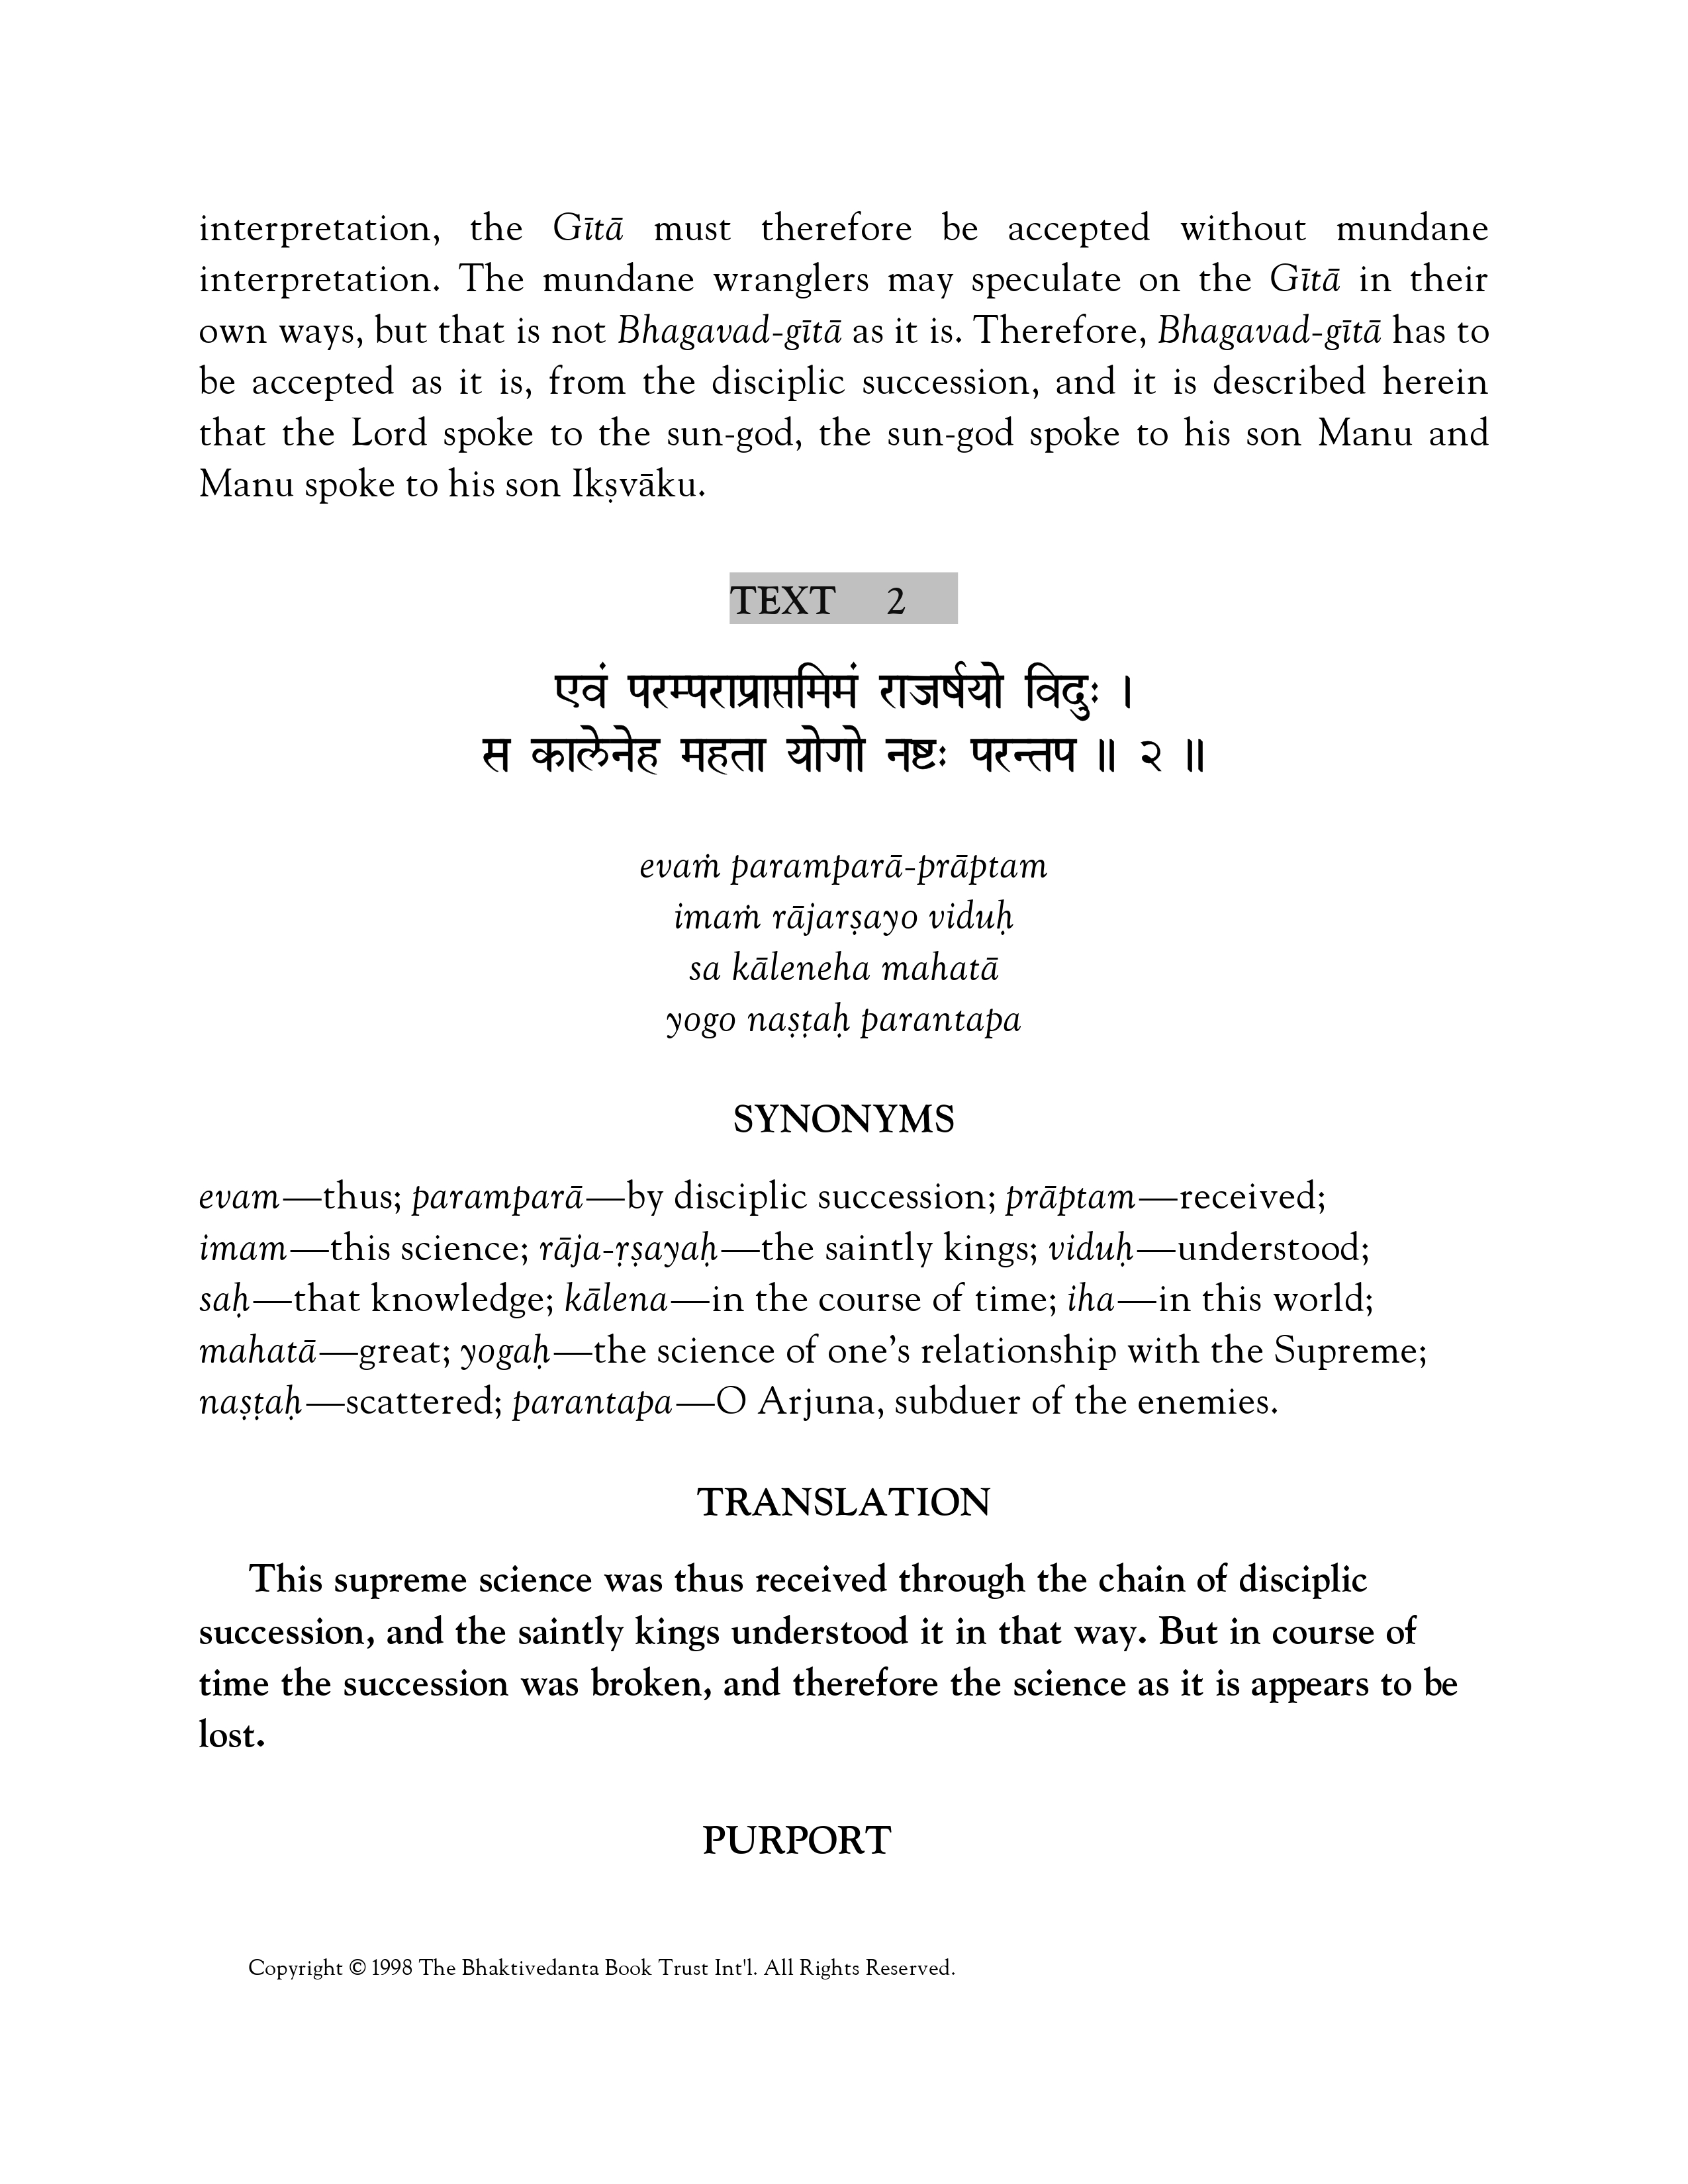 interpretation, the Gītā must therefore be accepted without mundane
interpretation. The mundane wranglers may speculate on the Gītā in their
own ways, but that is not Bhagavad-gītā as it is. Therefore, Bhagavad-gītā has to
be accepted as it is, from the disciplic succession, and it is described herein
that the Lord spoke to the sun-god, the sun-god spoke to his son Manu and
Manu spoke to his son Ikṣvāku.
TEXT 2
एवं परम्पराप्राप्तमिमं राजर्षयो विदुः ।
स कालेनेह महता योगो नष्टः परन्तप ॥ २ ॥
evaṁ paramparā-prāptam
imaṁ rājarṣayo viduḥ
sa kāleneha mahatā
yogo naṣṭaḥ parantapa
SYNONYMS
evam—thus; paramparā—by disciplic succession; prāptam—received;
imam—this science; rāja-ṛṣayaḥ—the saintly kings; viduḥ—understood;
saḥ—that knowledge; kālena—in the course of time; iha—in this world;
mahatā—great; yogaḥ—the science of one's relationship with the Supreme;
naṣṭaḥ—scattered; parantapa—O Arjuna, subduer of the enemies.
TRANSLATION
This supreme science was thus received through the chain of disciplic
succession, and the saintly kings understood it in that way. But in course of
time the succession was broken, and therefore the science as it is appears to be
lost.
PURPORT
Copyright © 1998 The Bhaktivedanta Book Trust Int'l. All Rights Reserved.